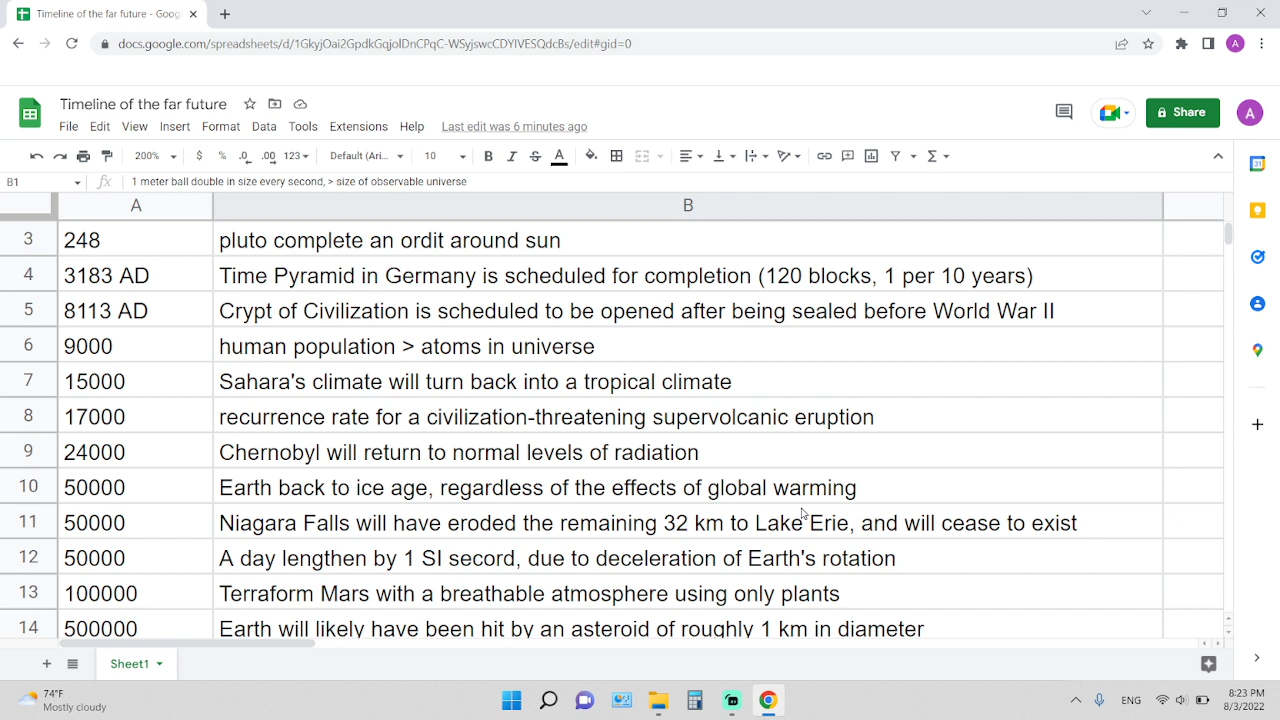 Timeline of the far future - Goog
docs.google.com/spreadsheets/d/1GkyjOai2GpdkGqjolDnCPqC-WSyjswcCDYIVESQdcBs/edit#gid=0
A
Timeline of the far future
File Edit View Insert Format Data Tools Extensions Help Last edit was 6 minutes ago
Share
A
200% $ % .0 .00 123 Default (Ari... 10 B I S A Σ
31
B1 fx 1 meter ball double in size every second, > size of observable universe
A B
3 248 pluto complete an ordit around sun
4 3183 AD Time Pyramid in Germany is scheduled for completion (120 blocks, 1 per 10 years)
5 8113 AD Crypt of Civilization is scheduled to be opened after being sealed before World War II
6 9000 human population > atoms in universe
7 15000 Sahara's climate will turn back into a tropical climate
8 17000 recurrence rate for a civilization-threatening supervolcanic eruption
9 24000 Chernobyl will return to normal levels of radiation
10 50000 Earth back to ice age, regardless of the effects of global warming
11 50000 Niagara Falls will have eroded the remaining 32 km to Lake Erie, and will cease to exist
12 50000 A day lengthen by 1 SI secord, due to deceleration of Earth's rotation
13 100000 Terraform Mars with a breathable atmosphere using only plants
14 500000 Earth will likely have been hit by an asteroid of roughly 1 km in diameter
Sheet1
74°F
Mostly cloudy
ENG
8:23 PM
8/3/2022